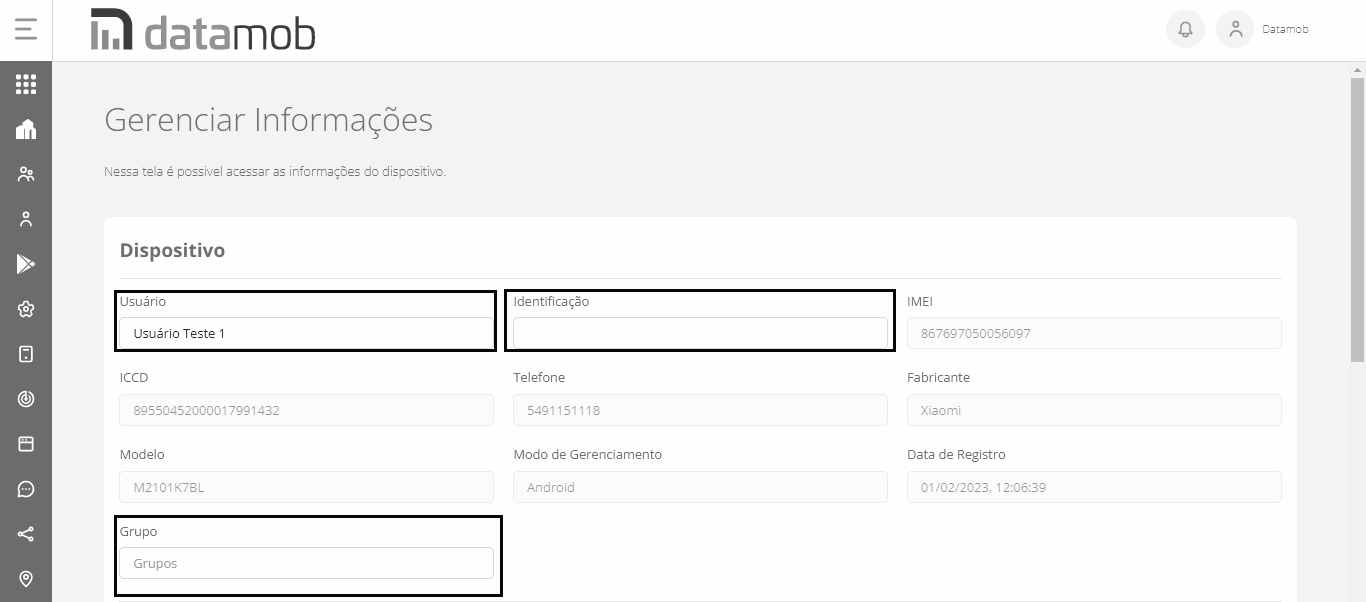 datamob
Datamob
Gerenciar Informações
Nessa tela é possivel acessar as informações do dispositivo.
Dispositivo
Usuário
Usuário Teste 1
Identificação
IMEI
867697050056097
ICCD
89550452000017991432
Telefone
5491151118
Fabricante
Xiaomi
Modelo
M2101K7BL
Modo de Gerenciamento
Android
Data de Registro
01/02/2023, 12:06:39
Grupo
Grupos